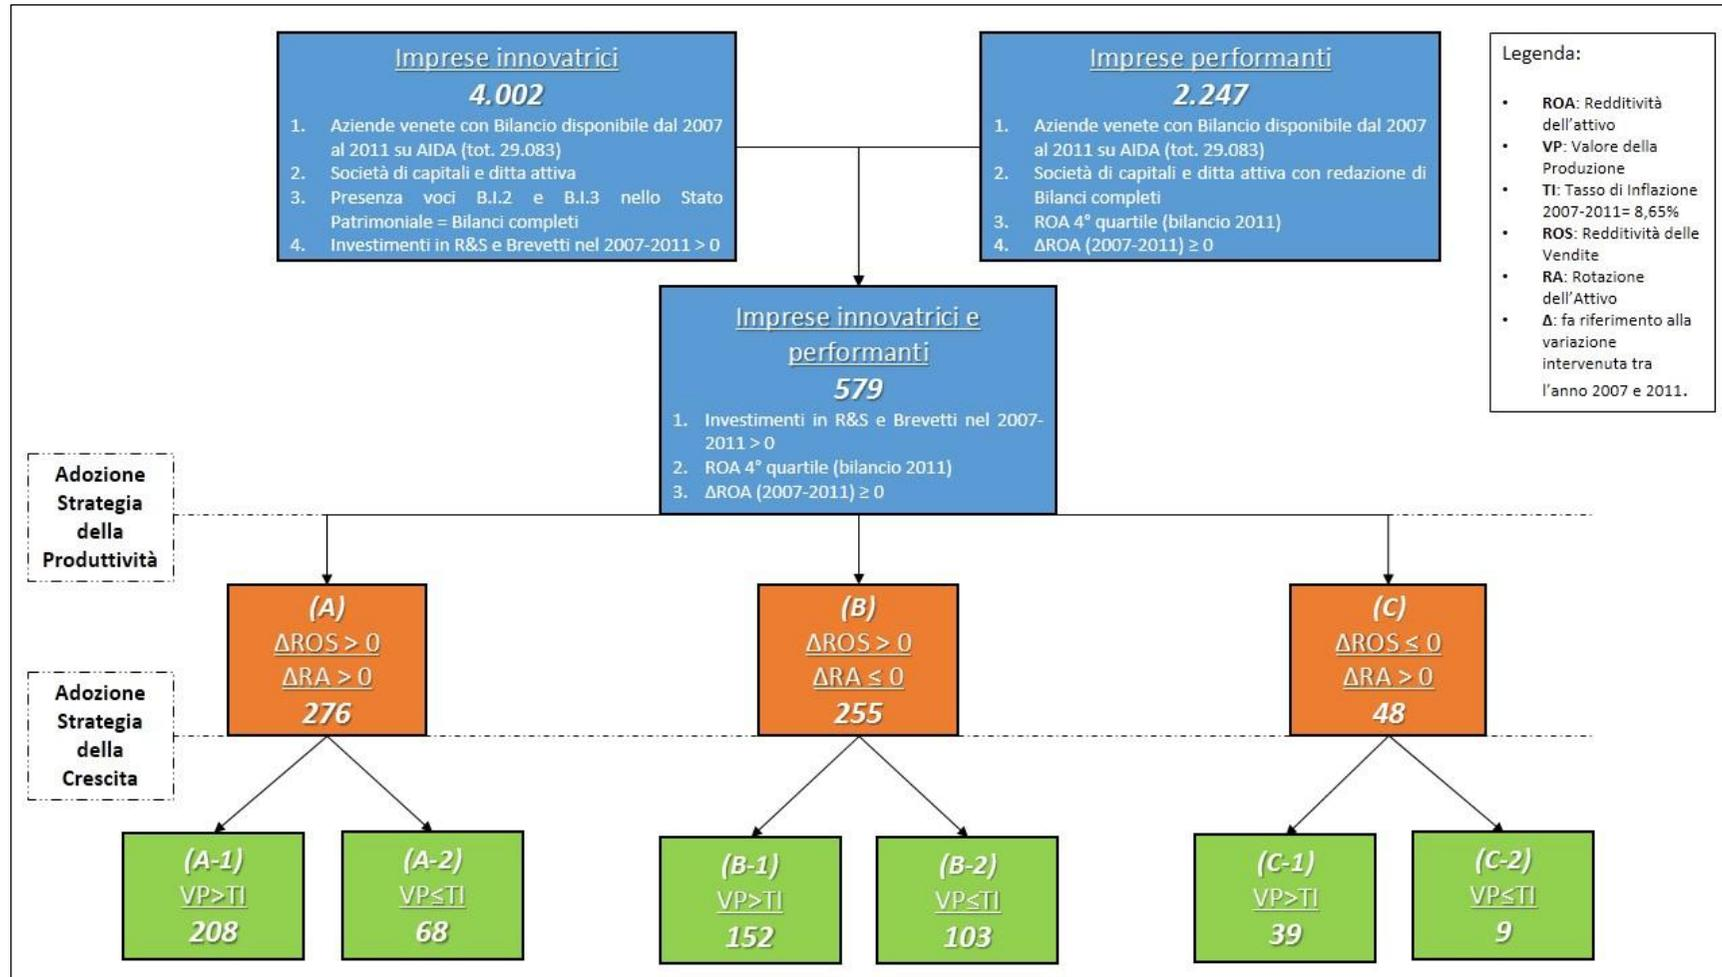 Imprese innovatrici
4.002
1. Aziende venete con Bilancio disponibile dal 2007
al 2011 su AIDA (tot. 29.083)
2. Società di capitali e ditta attiva
3. Presenza voci B.I.2 e B.I.3 nello Stato
Patrimoniale = Bilanci completi
4. Investimenti in R&S e Brevetti nel 2007-2011 > 0
Imprese performanti
2.247
1. Aziende venete con Bilancio disponibile dal 2007
al 2011 su AIDA (tot. 29.083)
2. Società di capitali e ditta attiva con redazione di
Bilanci completi
3. ROA 4° quartile (bilancio 2011)
4. ΔROA (2007-2011) ≥ 0
Legenda:
• ROA: Redditività
dell'attivo
• VP: Valore della
Produzione
• TI: Tasso di Inflazione
2007-2011= 8,65%
• ROS: Redditività delle
Vendite
• RA: Rotazione
dell'Attivo
• Δ: fa riferimento alla
variazione
intervenuta tra
l'anno 2007 e 2011.
Imprese innovatrici e
performanti
579
1. Investimenti in R&S e Brevetti nel 2007-
2011 > 0
2. ROA 4° quartile (bilancio 2011)
3. ΔROA (2007-2011) ≥ 0
Adozione
Strategia
della
Produttività
(A)
ΔROS > 0
ΔRA > 0
276
(B)
ΔROS > 0
ΔRA ≤ 0
255
(C)
ΔROS ≤ 0
ΔRA > 0
48
Adozione
Strategia
della
Crescita
(A-1)
VP>TI
208
(A-2)
VP≤TI
68
(B-1)
VP>TI
152
(B-2)
VP≤TI
103
(C-1)
VP>TI
39
(C-2)
VP≤TI
9